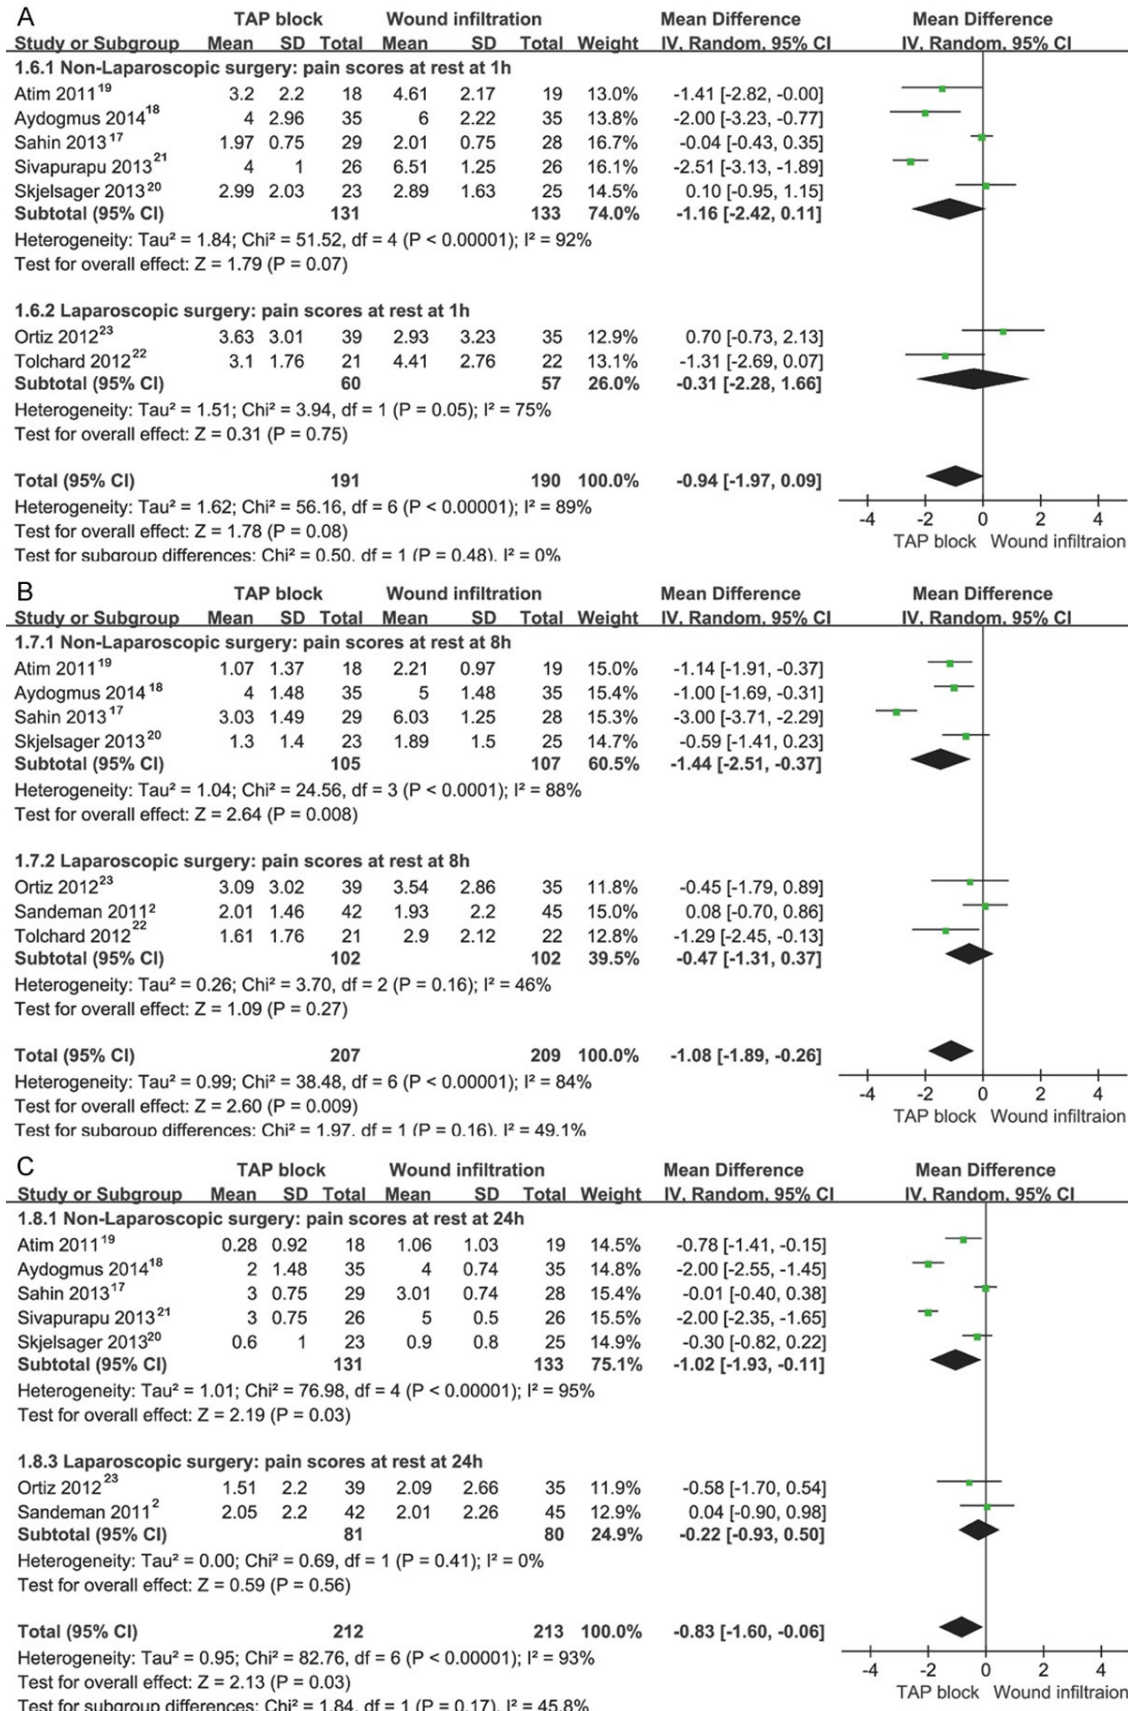 A
TAP block Wound infiltration Mean Difference Mean Difference
Study or Subgroup Mean SD Total Mean SD Total Weight IV, Random, 95% CI IV, Random, 95% CI
1.6.1 Non-Laparoscopic surgery: pain scores at rest at 1h
Atim 2011¹⁹ 3.2 2.2 18 4.61 2.17 19 13.0% -1.41 [-2.82, -0.00]
Aydogmus 2014¹⁸ 4 2.96 35 6 2.22 35 13.8% -2.00 [-3.23, -0.77]
Sahin 2013¹⁷ 1.97 0.75 29 2.01 0.75 28 16.7% -0.04 [-0.43, 0.35]
Sivapurapu 2013²¹ 4 1 26 6.51 1.25 26 16.1% -2.51 [-3.13, -1.89]
Skjelsager 2013²⁰ 2.99 2.03 23 2.89 1.63 25 14.5% 0.10 [-0.95, 1.15]
Subtotal (95% CI) 131 133 74.0% -1.16 [-2.42, 0.11]
Heterogeneity: Tau² = 1.84; Chi² = 51.52, df = 4 (P < 0.00001); I² = 92%
Test for overall effect: Z = 1.79 (P = 0.07)
1.6.2 Laparoscopic surgery: pain scores at rest at 1h
Ortiz 2012²³ 3.63 3.01 39 2.93 3.23 35 12.9% 0.70 [-0.73, 2.13]
Tolchard 2012²² 3.1 1.76 21 4.41 2.76 22 13.1% -1.31 [-2.69, 0.07]
Subtotal (95% CI) 60 57 26.0% -0.31 [-2.28, 1.66]
Heterogeneity: Tau² = 1.51; Chi² = 3.94, df = 1 (P = 0.05); I² = 75%
Test for overall effect: Z = 0.31 (P = 0.75)
Total (95% CI) 191 190 100.0% -0.94 [-1.97, 0.09]
Heterogeneity: Tau² = 1.62; Chi² = 56.16, df = 6 (P < 0.00001); I² = 89%
Test for overall effect: Z = 1.78 (P = 0.08)
Test for subgroup differences: Chi² = 0.50, df = 1 (P = 0.48), I² = 0%
-4 -2 0 2 4
TAP block Wound infiltraion
B
TAP block Wound infiltration Mean Difference Mean Difference
Study or Subgroup Mean SD Total Mean SD Total Weight IV, Random, 95% CI IV, Random, 95% CI
1.7.1 Non-Laparoscopic surgery: pain scores at rest at 8h
Atim 2011¹⁹ 1.07 1.37 18 2.21 0.97 19 15.0% -1.14 [-1.91, -0.37]
Aydogmus 2014¹⁸ 4 1.48 35 5 1.48 35 15.4% -1.00 [-1.69, -0.31]
Sahin 2013¹⁷ 3.03 1.49 29 6.03 1.25 28 15.3% -3.00 [-3.71, -2.29]
Skjelsager 2013²⁰ 1.3 1.4 23 1.89 1.5 25 14.7% -0.59 [-1.41, 0.23]
Subtotal (95% CI) 105 107 60.5% -1.44 [-2.51, -0.37]
Heterogeneity: Tau² = 1.04; Chi² = 24.56, df = 3 (P < 0.0001); I² = 88%
Test for overall effect: Z = 2.64 (P = 0.008)
1.7.2 Laparoscopic surgery: pain scores at rest at 8h
Ortiz 2012²³ 3.09 3.02 39 3.54 2.86 35 11.8% -0.45 [-1.79, 0.89]
Sandeman 2011² 2.01 1.46 42 1.93 2.2 45 15.0% 0.08 [-0.70, 0.86]
Tolchard 2012²² 1.61 1.76 21 2.9 2.12 22 12.8% -1.29 [-2.45, -0.13]
Subtotal (95% CI) 102 102 39.5% -0.47 [-1.31, 0.37]
Heterogeneity: Tau² = 0.26; Chi² = 3.70, df = 2 (P = 0.16); I² = 46%
Test for overall effect: Z = 1.09 (P = 0.27)
Total (95% CI) 207 209 100.0% -1.08 [-1.89, -0.26]
Heterogeneity: Tau² = 0.99; Chi² = 38.48, df = 6 (P < 0.00001); I² = 84%
Test for overall effect: Z = 2.60 (P = 0.009)
Test for subgroup differences: Chi² = 1.97, df = 1 (P = 0.16), I² = 49.1%
-4 -2 0 2 4
TAP block Wound infiltraion
C
TAP block Wound infiltration Mean Difference Mean Difference
Study or Subgroup Mean SD Total Mean SD Total Weight IV, Random, 95% CI IV, Random, 95% CI
1.8.1 Non-Laparoscopic surgery: pain scores at rest at 24h
Atim 2011¹⁹ 0.28 0.92 18 1.06 1.03 19 14.5% -0.78 [-1.41, -0.15]
Aydogmus 2014¹⁸ 2 1.48 35 4 0.74 35 14.8% -2.00 [-2.55, -1.45]
Sahin 2013¹⁷ 3 0.75 29 3.01 0.74 28 15.4% -0.01 [-0.40, 0.38]
Sivapurapu 2013²¹ 3 0.75 26 5 0.5 26 15.5% -2.00 [-2.35, -1.65]
Skjelsager 2013²⁰ 0.6 1 23 0.9 0.8 25 14.9% -0.30 [-0.82, 0.22]
Subtotal (95% CI) 131 133 75.1% -1.02 [-1.93, -0.11]
Heterogeneity: Tau² = 1.01; Chi² = 76.98, df = 4 (P < 0.00001); I² = 95%
Test for overall effect: Z = 2.19 (P = 0.03)
1.8.3 Laparoscopic surgery: pain scores at rest at 24h
Ortiz 2012²³ 1.51 2.2 39 2.09 2.66 35 11.9% -0.58 [-1.70, 0.54]
Sandeman 2011² 2.05 2.2 42 2.01 2.26 45 12.9% 0.04 [-0.90, 0.98]
Subtotal (95% CI) 81 80 24.9% -0.22 [-0.93, 0.50]
Heterogeneity: Tau² = 0.00; Chi² = 0.69, df = 1 (P = 0.41); I² = 0%
Test for overall effect: Z = 0.59 (P = 0.56)
Total (95% CI) 212 213 100.0% -0.83 [-1.60, -0.06]
Heterogeneity: Tau² = 0.95; Chi² = 82.76, df = 6 (P < 0.00001); I² = 93%
Test for overall effect: Z = 2.13 (P = 0.03)
Test for subgroup differences: Chi² = 1.84, df = 1 (P = 0.17), I² = 45.8%
-4 -2 0 2 4
TAP block Wound infiltraion